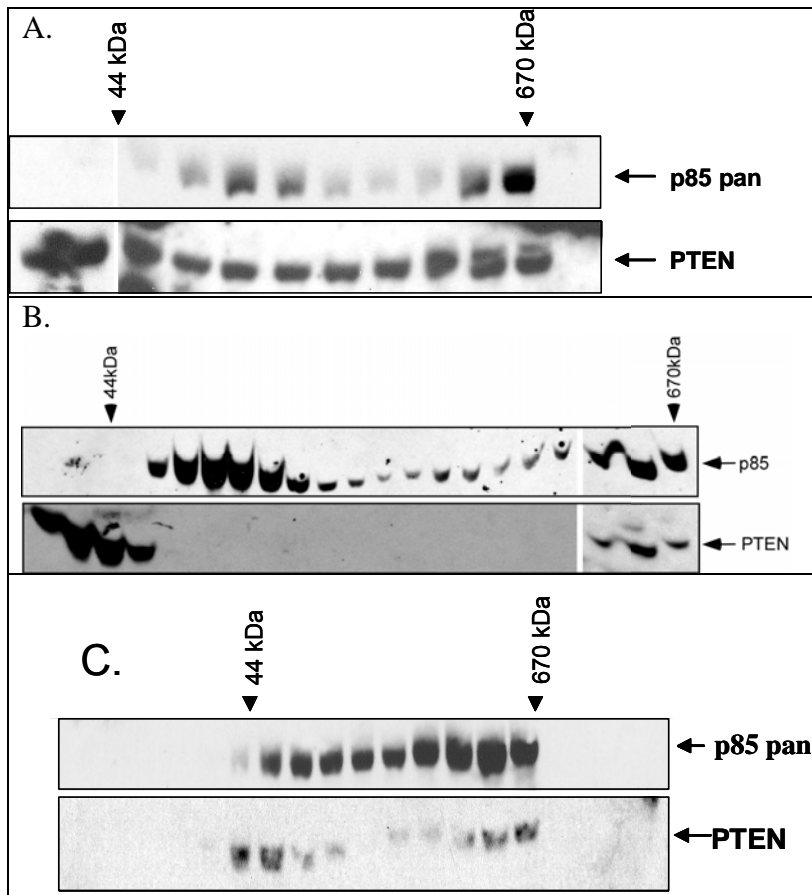 A.
44 kDa
670 kDa
p85 pan
PTEN
B.
44kDa
670kDa
p85
PTEN
C.
44 kDa
670 kDa
p85 pan
PTEN